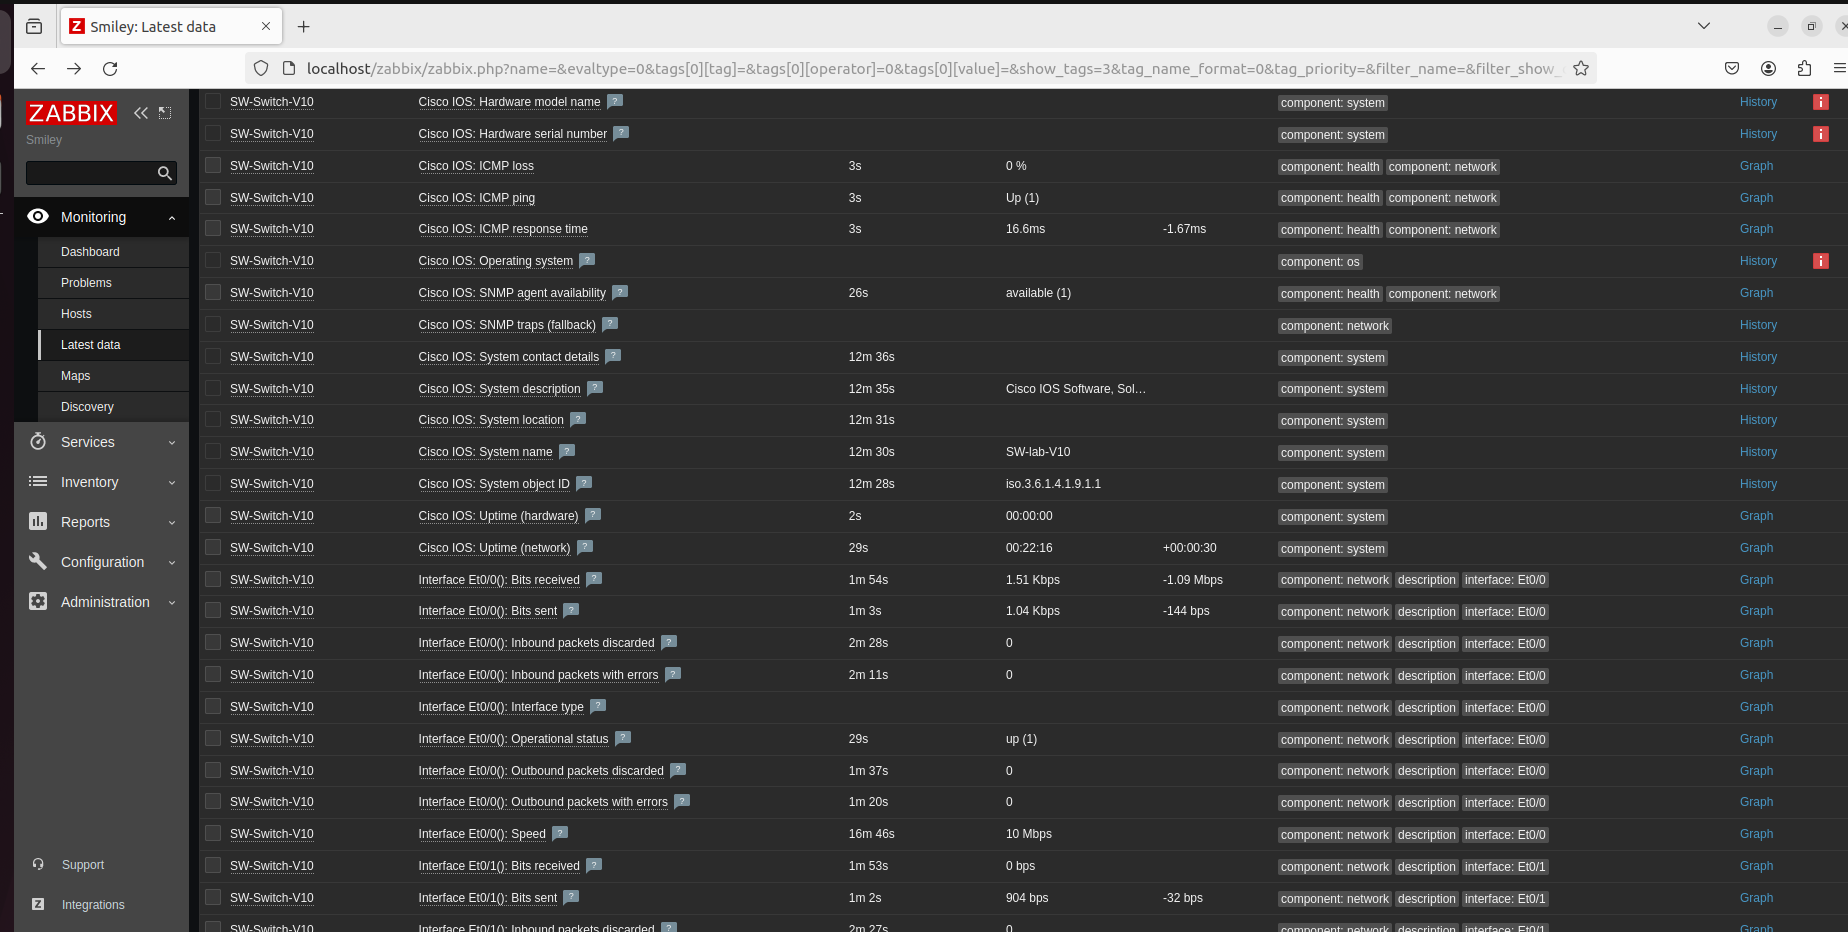 Smiley: Latest data
localhost/zabbix/zabbix.php?name=&evaltype=0&tags[0][tag]=&tags[0][operator]=0&tags[0][value]=&show_tags=3&tag_name_format=0&tag_priority=&filter_name=&filter_show_
ZABBIX
Smiley
Monitoring
Dashboard
Problems
Hosts
Latest data
Maps
Discovery
Services
Inventory
Reports
Configuration
Administration
Support
Integrations
SW-Switch-V10 Cisco IOS: Hardware model name ? component: system History i
SW-Switch-V10 Cisco IOS: Hardware serial number ? component: system History i
SW-Switch-V10 Cisco IOS: ICMP loss 3s 0 % component: health component: network Graph
SW-Switch-V10 Cisco IOS: ICMP ping 3s Up (1) component: health component: network Graph
SW-Switch-V10 Cisco IOS: ICMP response time 3s 16.6ms -1.67ms component: health component: network Graph
SW-Switch-V10 Cisco IOS: Operating system ? component: os History i
SW-Switch-V10 Cisco IOS: SNMP agent availability ? 26s available (1) component: health component: network Graph
SW-Switch-V10 Cisco IOS: SNMP traps (fallback) ? component: network History
SW-Switch-V10 Cisco IOS: System contact details ? 12m 36s component: system History
SW-Switch-V10 Cisco IOS: System description ? 12m 35s Cisco IOS Software, Sol... component: system History
SW-Switch-V10 Cisco IOS: System location ? 12m 31s component: system History
SW-Switch-V10 Cisco IOS: System name ? 12m 30s SW-lab-V10 component: system History
SW-Switch-V10 Cisco IOS: System object ID ? 12m 28s iso.3.6.1.4.1.9.1.1 component: system History
SW-Switch-V10 Cisco IOS: Uptime (hardware) ? 2s 00:00:00 component: system Graph
SW-Switch-V10 Cisco IOS: Uptime (network) ? 29s 00:22:16 +00:00:30 component: system Graph
SW-Switch-V10 Interface Et0/0(): Bits received ? 1m 54s 1.51 Kbps -1.09 Mbps component: network description interface: Et0/0 Graph
SW-Switch-V10 Interface Et0/0(): Bits sent ? 1m 3s 1.04 Kbps -144 bps component: network description interface: Et0/0 Graph
SW-Switch-V10 Interface Et0/0(): Inbound packets discarded ? 2m 28s 0 component: network description interface: Et0/0 Graph
SW-Switch-V10 Interface Et0/0(): Inbound packets with errors ? 2m 11s 0 component: network description interface: Et0/0 Graph
SW-Switch-V10 Interface Et0/0(): Interface type ? component: network description interface: Et0/0 Graph
SW-Switch-V10 Interface Et0/0(): Operational status ? 29s up (1) component: network description interface: Et0/0 Graph
SW-Switch-V10 Interface Et0/0(): Outbound packets discarded ? 1m 37s 0 component: network description interface: Et0/0 Graph
SW-Switch-V10 Interface Et0/0(): Outbound packets with errors ? 1m 20s 0 component: network description interface: Et0/0 Graph
SW-Switch-V10 Interface Et0/0(): Speed ? 16m 46s 10 Mbps component: network description interface: Et0/0 Graph
SW-Switch-V10 Interface Et0/1(): Bits received ? 1m 53s 0 bps component: network description interface: Et0/1 Graph
SW-Switch-V10 Interface Et0/1(): Bits sent ? 1m 2s 904 bps -32 bps component: network description interface: Et0/1 Graph
SW-Switch-V10 Interface Et0/1(): Inbound packets discarded ? 2m 27s 0 component: network description interface: Et0/1 Graph